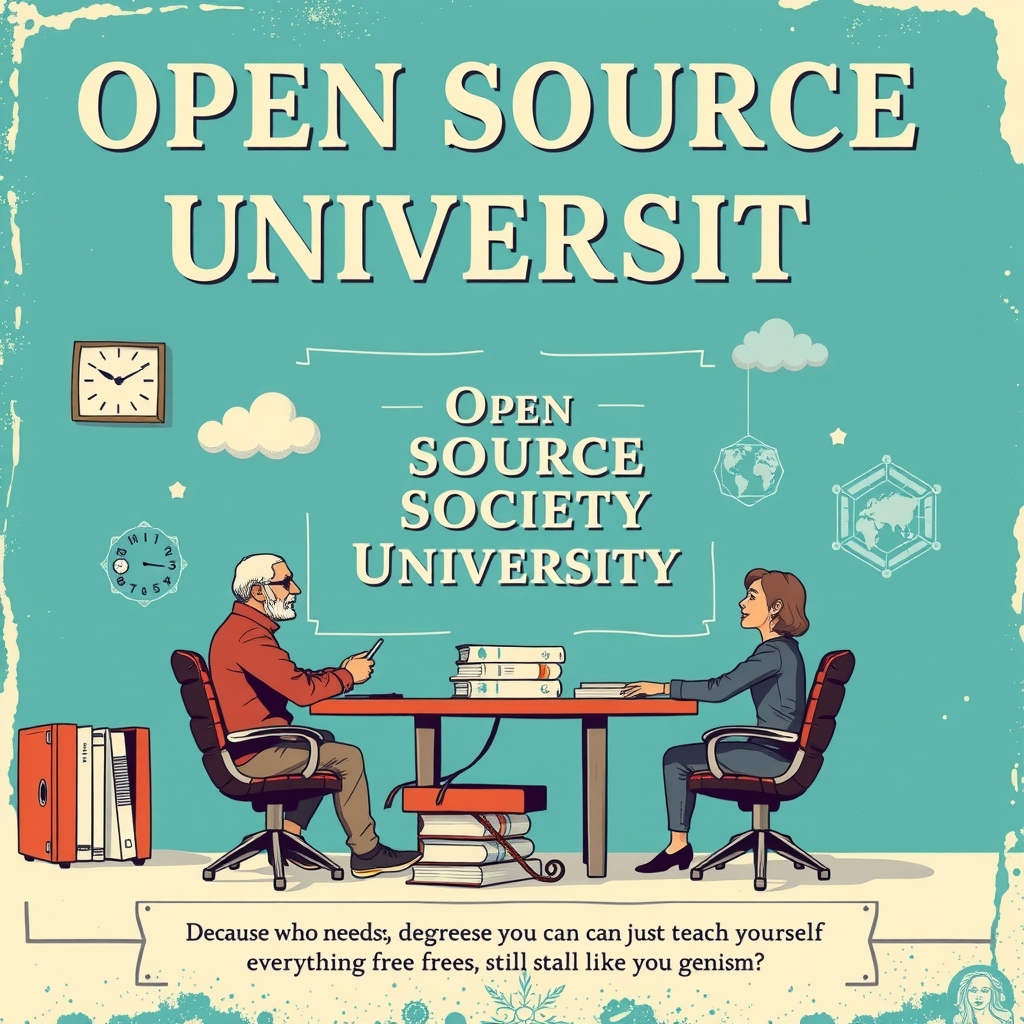 OPEN SOURCE
UNIVERSIT
OPEN
SOURCE
SOCIETY
UNIVERSITY
Decause who needs:, degreese you can can just teach yourself
everything free frees, still stall like you genism?